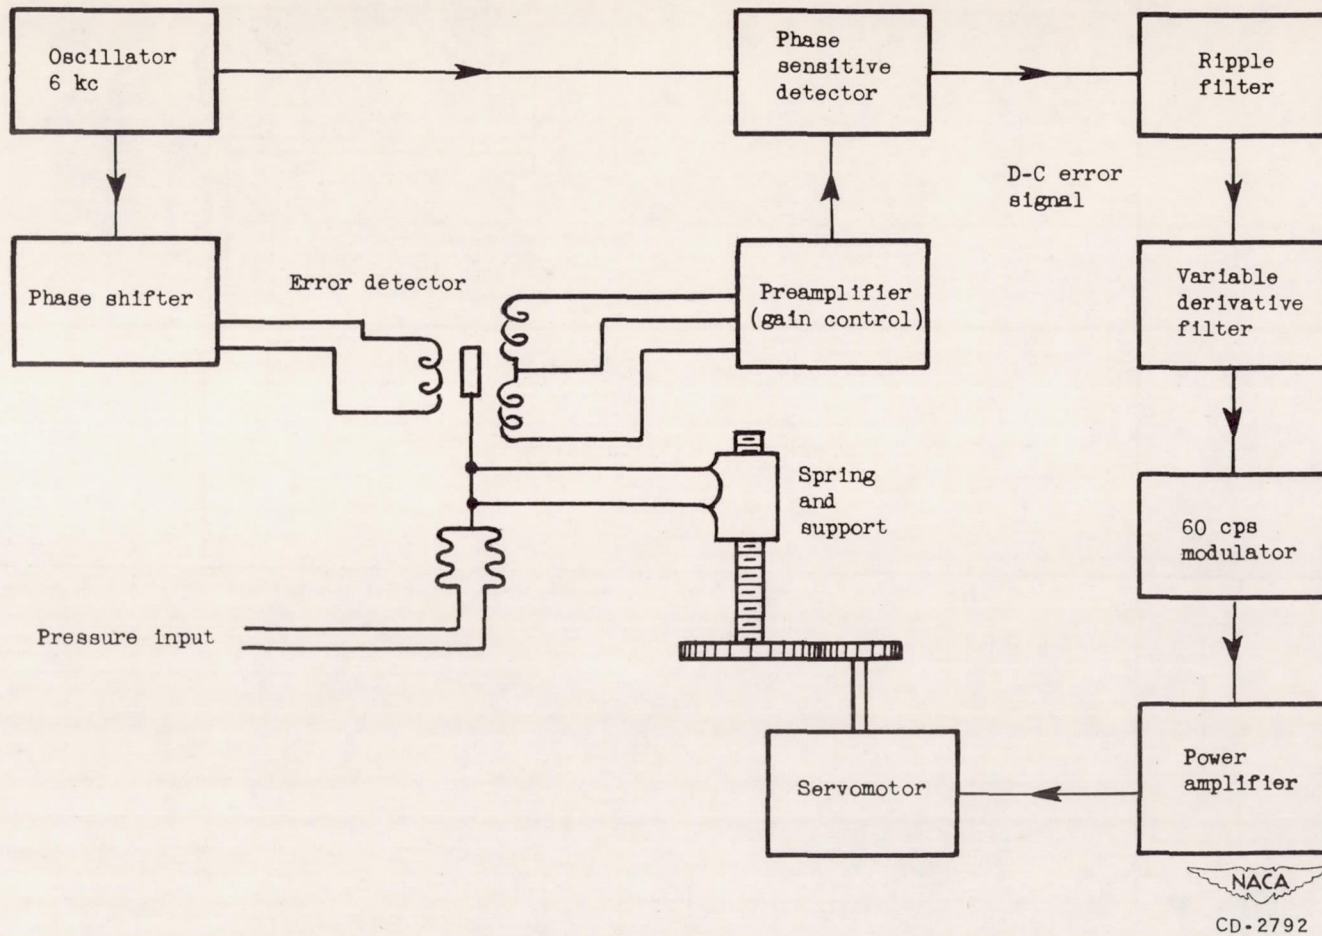 Oscillator
6 kc
Phase
sensitive
detector
Ripple
filter
D-C error
signal
Phase shifter
Error detector
Preamplifier
(gain control)
Variable
derivative
filter
Spring
and
support
60 cps
modulator
Pressure input
Servomotor
Power
amplifier
NACA
CD-2792